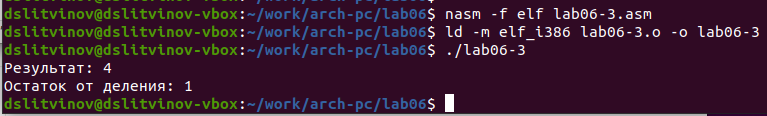 dslitvinov@dslitvinov-vbox:~/work/arch-pc/lab06$ nasm -f elf lab06-3.asm
dslitvinov@dslitvinov-vbox:~/work/arch-pc/lab06$ ld -m elf_i386 lab06-3.o -o lab06-3
dslitvinov@dslitvinov-vbox:~/work/arch-pc/lab06$ ./lab06-3
Результат: 4
Остаток от деления: 1
dslitvinov@dslitvinov-vbox:~/work/arch-pc/lab06$